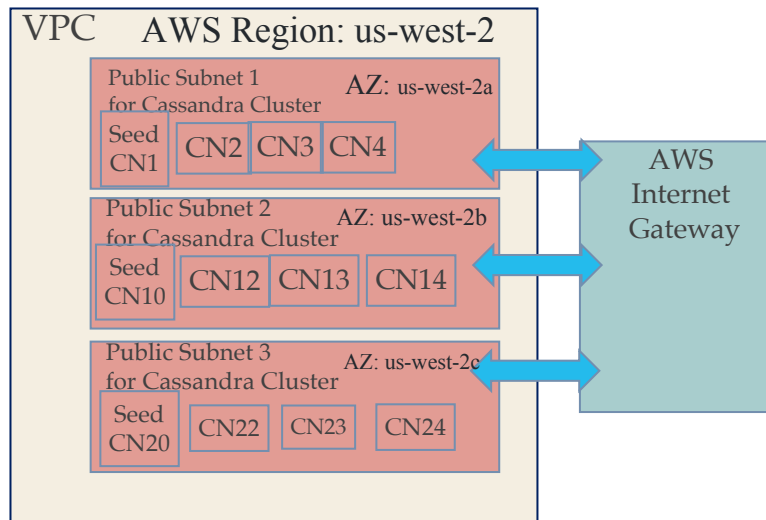 VPC AWS Region: us-west-2
Public Subnet 1
for Cassandra Cluster
AZ: us-west-2a
Seed
CN1
CN2
CN3
CN4
Public Subnet 2
for Cassandra Cluster
AZ: us-west-2b
Seed
CN10
CN12
CN13
CN14
Public Subnet 3
for Cassandra Cluster
AZ: us-west-2c
Seed
CN20
CN22
CN23
CN24
AWS
Internet
Gateway